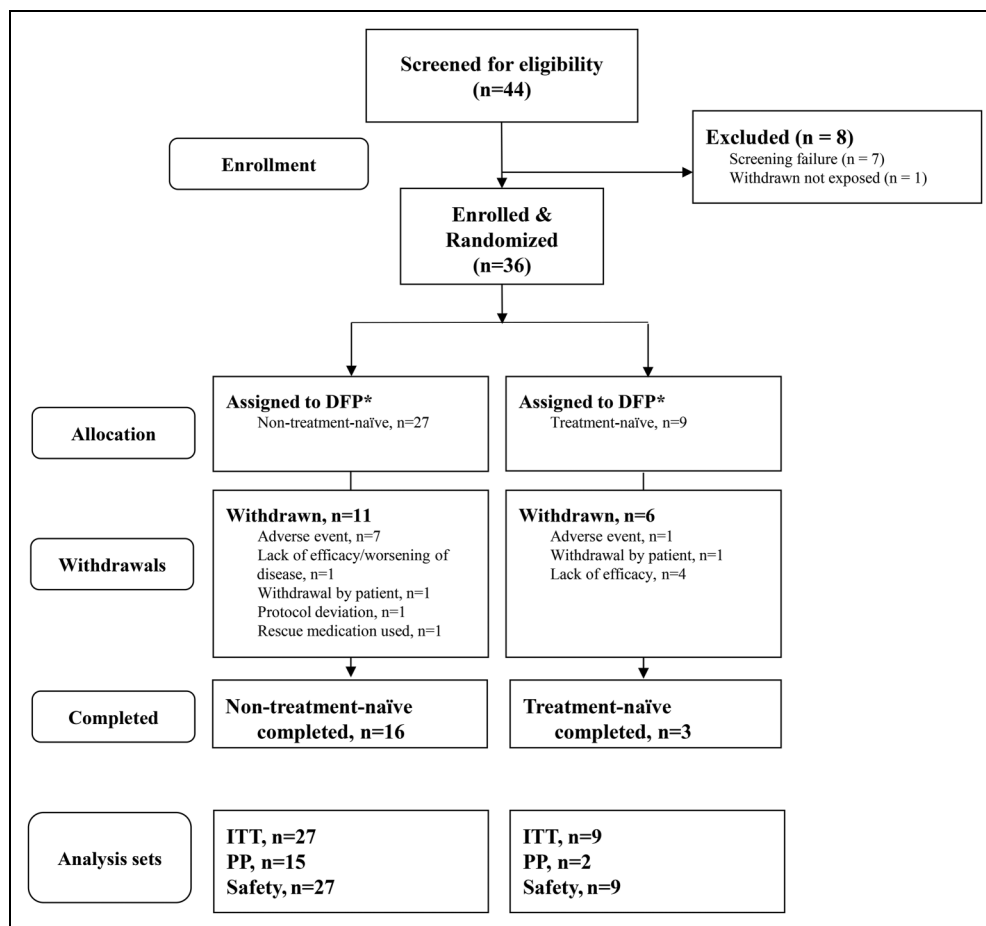 Screened for eligibility
(n=44)
Excluded (n = 8)
Screening failure (n = 7)
Withdrawn not exposed (n = 1)
Enrollment
Enrolled &
Randomized
(n=36)
Allocation
Assigned to DFP*
Non-treatment-naïve, n=27
Assigned to DFP*
Treatment-naïve, n=9
Withdrawals
Withdrawn, n=11
Adverse event, n=7
Lack of efficacy/worsening of
disease, n=1
Withdrawal by patient, n=1
Protocol deviation, n=1
Rescue medication used, n=1
Withdrawn, n=6
Adverse event, n=1
Withdrawal by patient, n=1
Lack of efficacy, n=4
Completed
Non-treatment-naïve
completed, n=16
Treatment-naïve
completed, n=3
Analysis sets
ITT, n=27
PP, n=15
Safety, n=27
ITT, n=9
PP, n=2
Safety, n=9